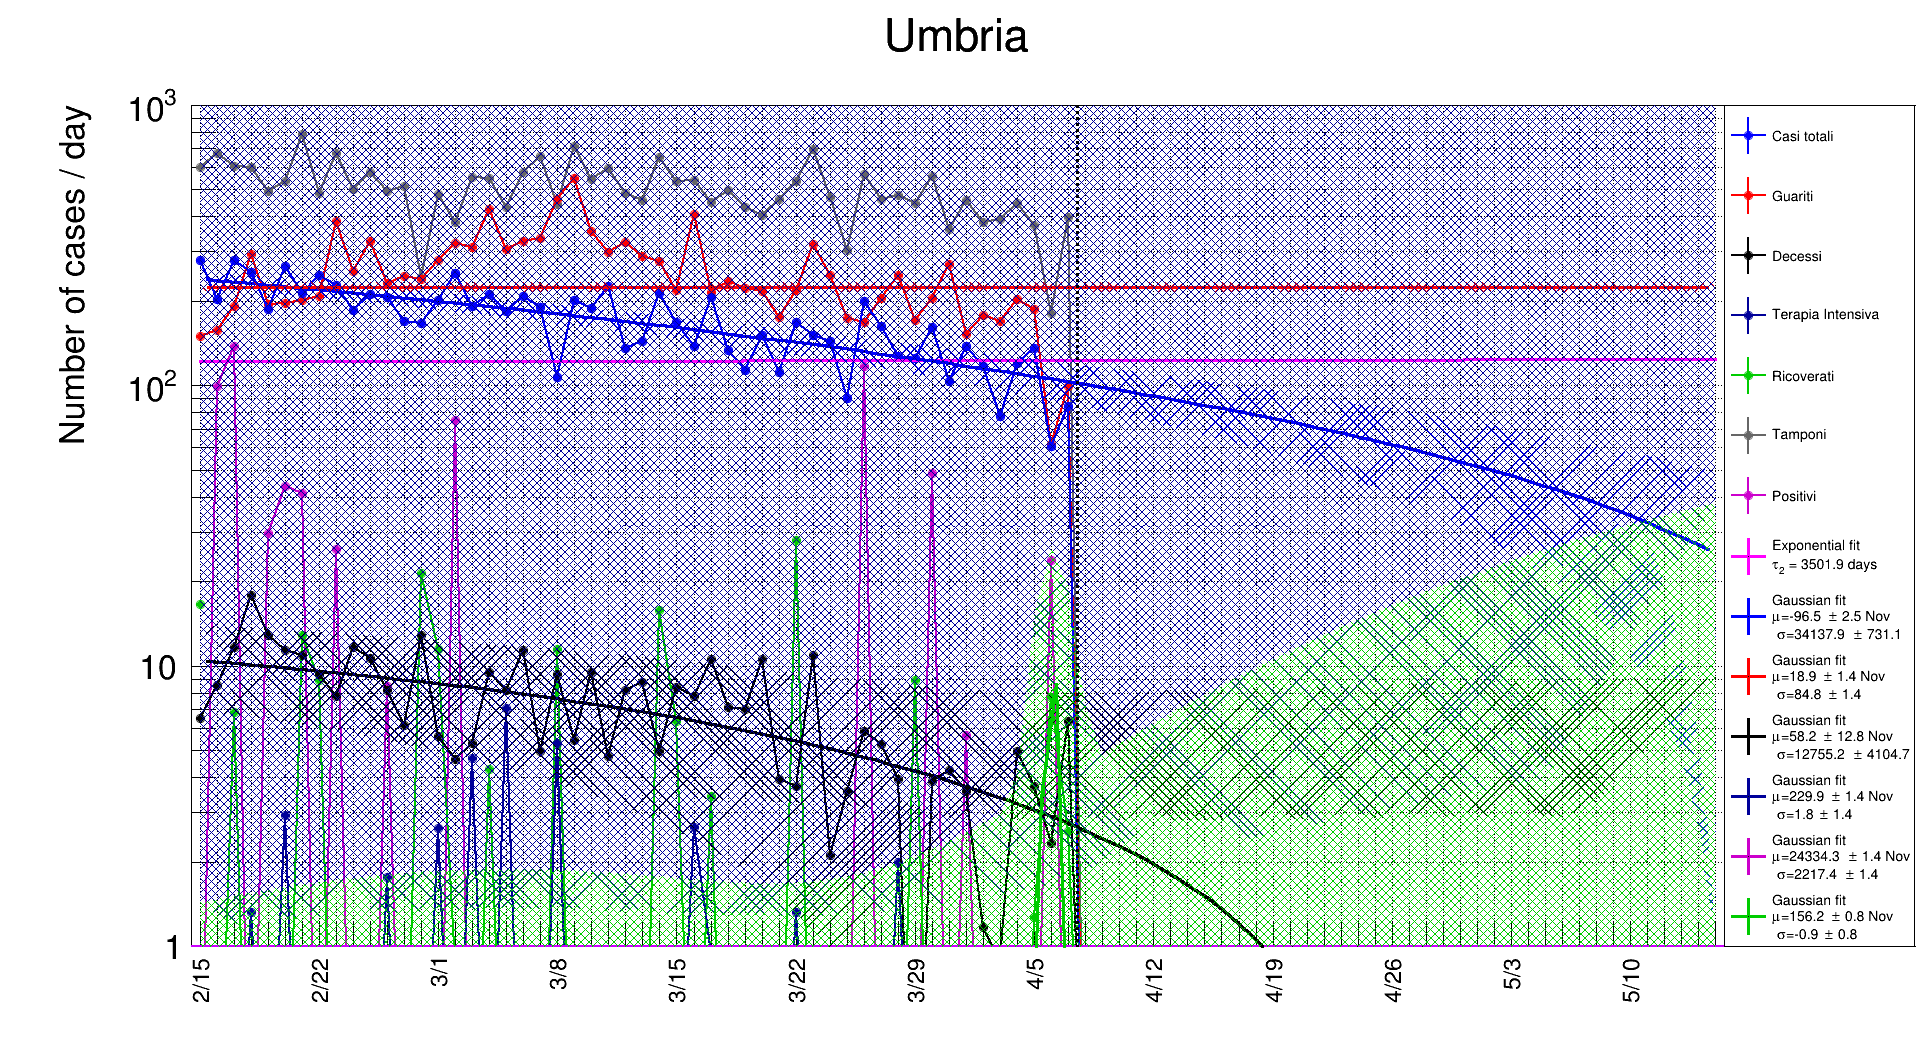 Umbria
Number of cases / day
10³
10²
10
1
2/15
2/22
3/1
3/8
3/15
3/22
3/29
4/5
4/12
4/19
4/26
5/3
5/10
Casi totali
Guariti
Decessi
Terapia Intensiva
Ricoverati
Tamponi
Positivi
Exponential fit
τ₂ = 3501.9 days
Gaussian fit
μ=-96.5 ± 2.5 Nov
σ=34137.9 ± 731.1
Gaussian fit
μ=18.9 ± 1.4 Nov
σ=84.8 ± 1.4
Gaussian fit
μ=58.2 ± 12.8 Nov
σ=12755.2 ± 4104.7
Gaussian fit
μ=229.9 ± 1.4 Nov
σ=1.8 ± 1.4
Gaussian fit
μ=24334.3 ± 1.4 Nov
σ=2217.4 ± 1.4
Gaussian fit
μ=156.2 ± 0.8 Nov
σ=-0.9 ± 0.8